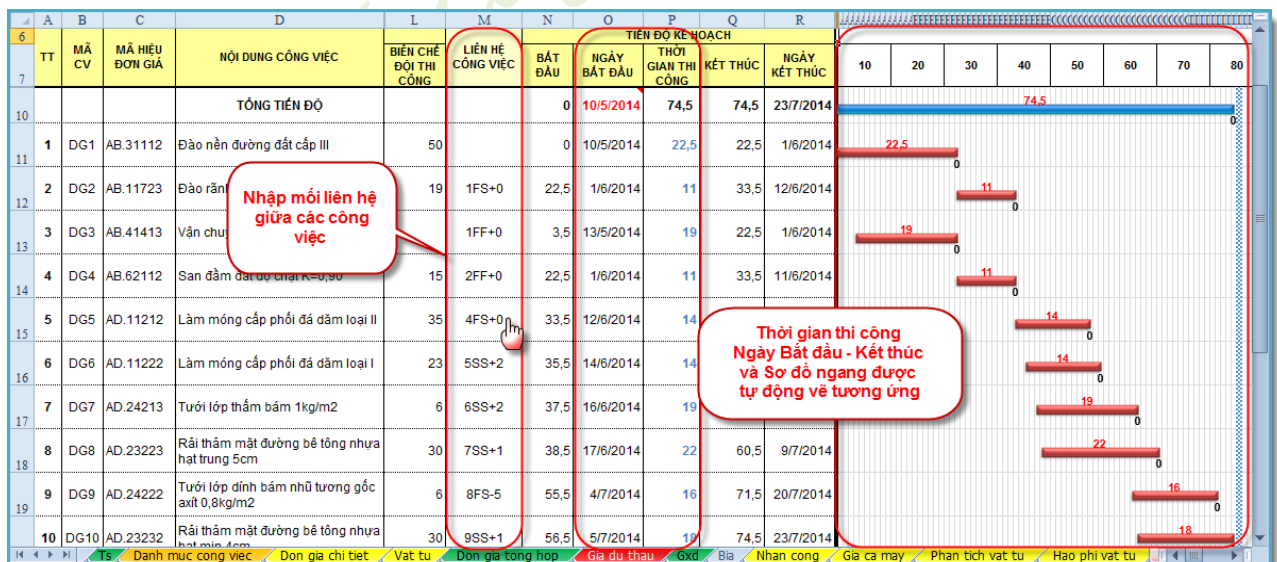 A B C D L M N O P Q R
6 TIẾN ĐỘ KẾ HOẠCH
7 TT MÃ CV MÃ HIỆU ĐƠN GIÁ NỘI DUNG CÔNG VIỆC BIÊN CHẾ ĐỘI THI CÔNG LIÊN HỆ CÔNG VIỆC BẮT ĐẦU NGÀY BẮT ĐẦU THỜI GIAN THI CÔNG KẾT THÚC NGÀY KẾT THÚC 10 20 30 40 50 60 70 80
10 TỔNG TIẾN ĐỘ 0 10/5/2014 74,5 74,5 23/7/2014 74,5 0
11 1 DG1 AB.31112 Đào nền đường đất cấp III 50 0 10/5/2014 22,5 22,5 1/6/2014 22,5 0
12 2 DG2 AB.11723 Đào 19 1FS+0 22,5 1/6/2014 11 33,5 12/6/2014 11 0
13 3 DG3 AB.41413 Vận 1FF+0 3,5 13/5/2014 19 22,5 1/6/2014 19 0
14 4 DG4 AB.62112 San đầm đất độ chặt K=0,90 15 2FF+0 22,5 1/6/2014 11 33,5 11/6/2014 11 0
15 5 DG5 AD.11212 Làm móng cấp phối đá dăm loại II 35 4FS+0 33,5 12/6/2014 14 14 0
16 6 DG6 AD.11222 Làm móng cấp phối đá dăm loại I 23 5SS+2 35,5 14/6/2014 14 14 0
17 7 DG7 AD.24213 Tưới lớp thấm bám 1kg/m2 6 6SS+2 37,5 16/6/2014 19 19 0
18 8 DG8 AD.23223 Rải thảm mặt đường bê tông nhựa hạt trung 5cm 30 7SS+1 38,5 17/6/2014 22 60,5 9/7/2014 22 0
19 9 DG9 AD.24222 Tưới lớp dính bám nhũ tương gốc axít 0,8kg/m2 6 8FS-5 55,5 4/7/2014 16 71,5 20/7/2014 16 0
10 DG10 AD.23232 Rải thảm mặt đường bê tông nhựa hạt mịn 4cm 30 9SS+1 56,5 5/7/2014 18 74,5 23/7/2014 18
Nhập mối liên hệ
giữa các công
việc
Thời gian thi công
Ngày Bắt đầu - Kết thúc
và Sơ đồ ngang được
tự động vẽ tương ứng
Ts Danh muc cong viec Don gia chi tiet Vat tu Don gia tong hop Gia du thau Gxd Bia Nhan cong Gia ca may Phan tich vat tu Hao phi vat tu